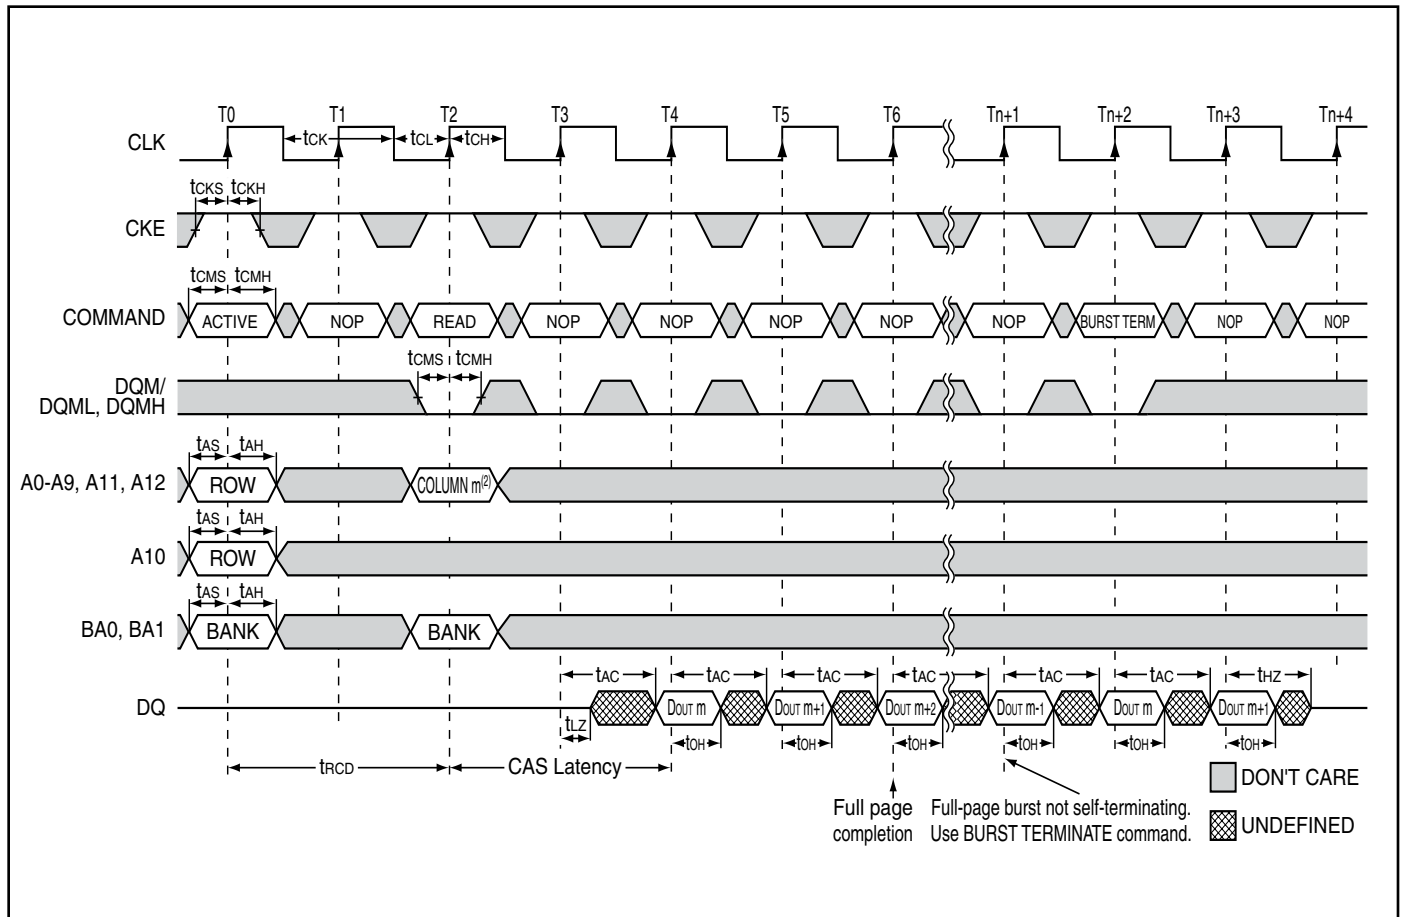 T0 T1 T2 T3 T4 T5 T6 Tn+1 Tn+2 Tn+3 Tn+4
CLK tCK tCL tCH
tCKS tCKH
CKE
tCMS tCMH
COMMAND ACTIVE NOP READ NOP NOP NOP NOP NOP BURST TERM NOP NOP
tCMS tCMH
DQM/
DQML, DQMH
tAS tAH
A0-A9, A11, A12 ROW COLUMN m(2)
tAS tAH
A10 ROW
tAS tAH
BA0, BA1 BANK BANK
tAC tAC tAC tAC tAC tAC tHZ
DQ DOUT m DOUT m+1 DOUT m+2 DOUT m-1 DOUT m DOUT m+1
tLZ tOH tOH tOH tOH tOH tOH
tRCD CAS Latency
DON'T CARE
Full page
completion
Full-page burst not self-terminating.
Use BURST TERMINATE command.
UNDEFINED